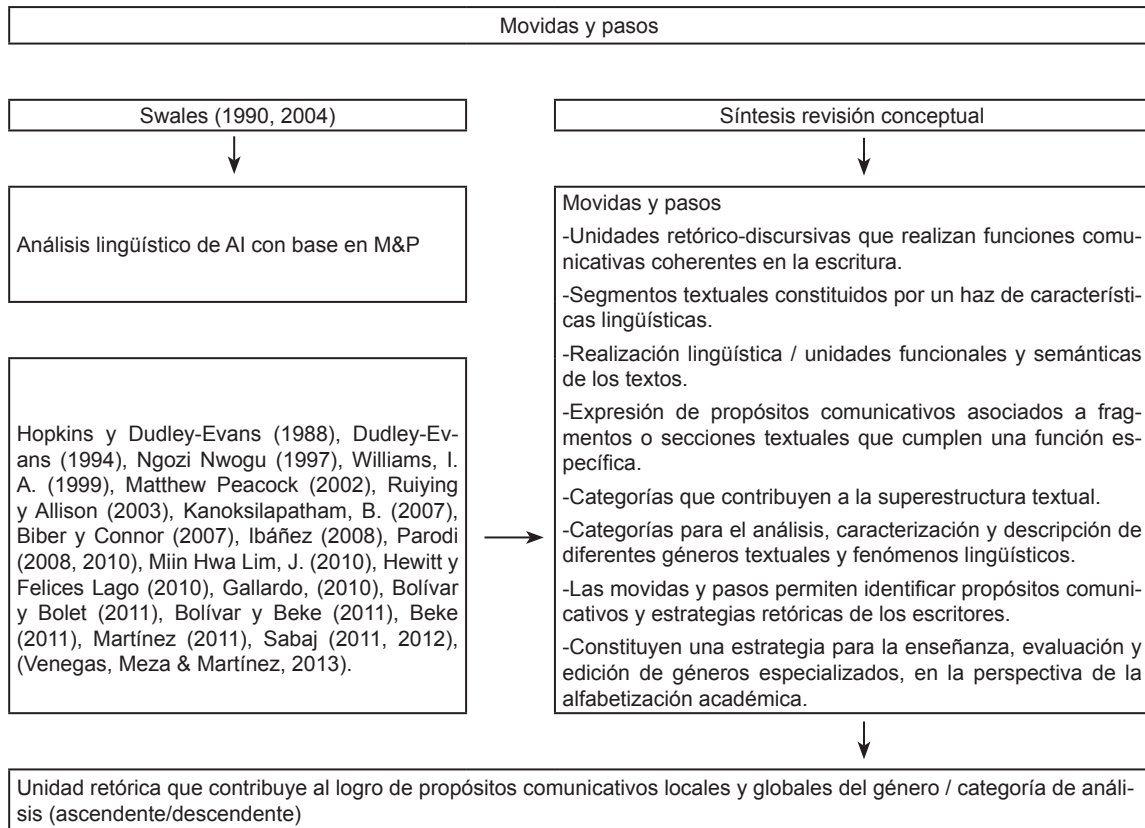 Movidas y pasos
Swales (1990, 2004)
Análisis lingüístico de AI con base en M&P
Hopkins y Dudley-Evans (1988), Dudley-Ev-
ans (1994), Ngozi Nwogu (1997), Williams, I.
A. (1999), Matthew Peacock (2002), Ruiying
y Allison (2003), Kanoksilapatham, B. (2007),
Biber y Connor (2007), Ibáñez (2008), Parodi
(2008, 2010), Miin Hwa Lim, J. (2010), Hewitt y
Felices Lago (2010), Gallardo, (2010), Bolívar
y Bolet (2011), Bolívar y Beke (2011), Beke
(2011), Martínez (2011), Sabaj (2011, 2012),
(Venegas, Meza & Martínez, 2013).
Síntesis revisión conceptual
Movidas y pasos
-Unidades retórico-discursivas que realizan funciones comu-
nicativas coherentes en la escritura.
-Segmentos textuales constituidos por un haz de característi-
cas lingüísticas.
-Realización lingüística / unidades funcionales y semánticas
de los textos.
-Expresión de propósitos comunicativos asociados a frag-
mentos o secciones textuales que cumplen una función es-
pecífica.
-Categorías que contribuyen a la superestructura textual.
-Categorías para el análisis, caracterización y descripción de
diferentes géneros textuales y fenómenos lingüísticos.
-Las movidas y pasos permiten identificar propósitos comuni-
cativos y estrategias retóricas de los escritores.
-Constituyen una estrategia para la enseñanza, evaluación y
edición de géneros especializados, en la perspectiva de la
alfabetización académica.
Unidad retórica que contribuye al logro de propósitos comunicativos locales y globales del género / categoría de análi-
sis (ascendente/descendente)